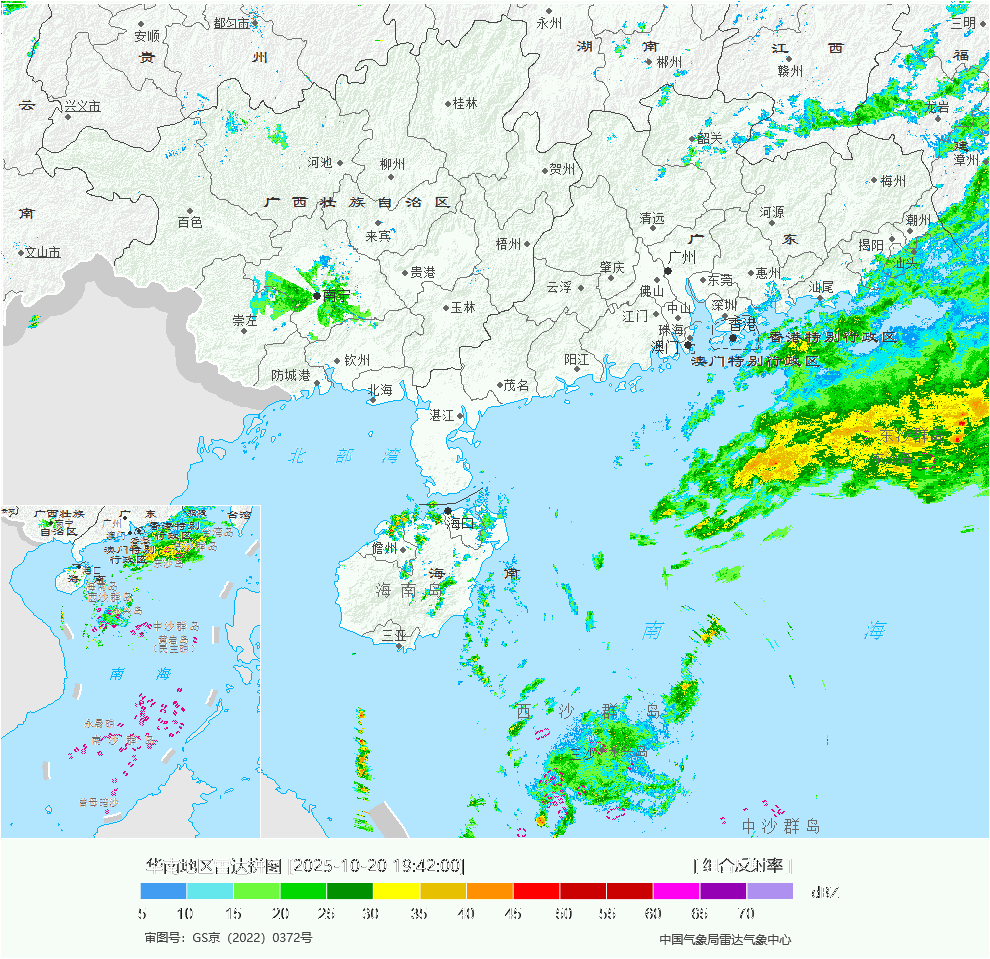 永州
三明
都匀市
安顺
湖 南
江 西
贵 州
郴州
福
赣州
云
兴义市
桂林
龙岩
韶关
建
漳州
河池
柳州
贺州
梅州
广 西 壮 族 自 治 区
南
百色
清远
河源
潮州
来宾
梧州
广 东
揭阳
文山市
广州
汕头
贵港
肇庆
惠州
东莞
云浮
佛山
汕尾
南宁
玉林
中山
深圳
江门
崇左
珠海
香港
香港特别行政区
澳门
澳门特别行政区
钦州
阳江
防城港
茂名
北海
湛江
北 部 湾
海口
儋州
海 南
海 南 岛
三亚
南 海
西 沙 群 岛
中 沙 群 岛
广西壮族
自治区
广 东
台湾
南宁
广州
香港特别
行政区
澳门特别
行政区
海口
海 南
中沙群岛
黄岩岛
南 海
永暑礁
南 沙 群 岛
曾母暗沙
华南地区雷达拼图 [2025-10-20 19:42:00]
[组合反射率]
5 10 15 20 25 30 35 40 45 50 55 60 65 70
dBZ
审图号：GS京（2022）0372号
中国气象局雷达气象中心